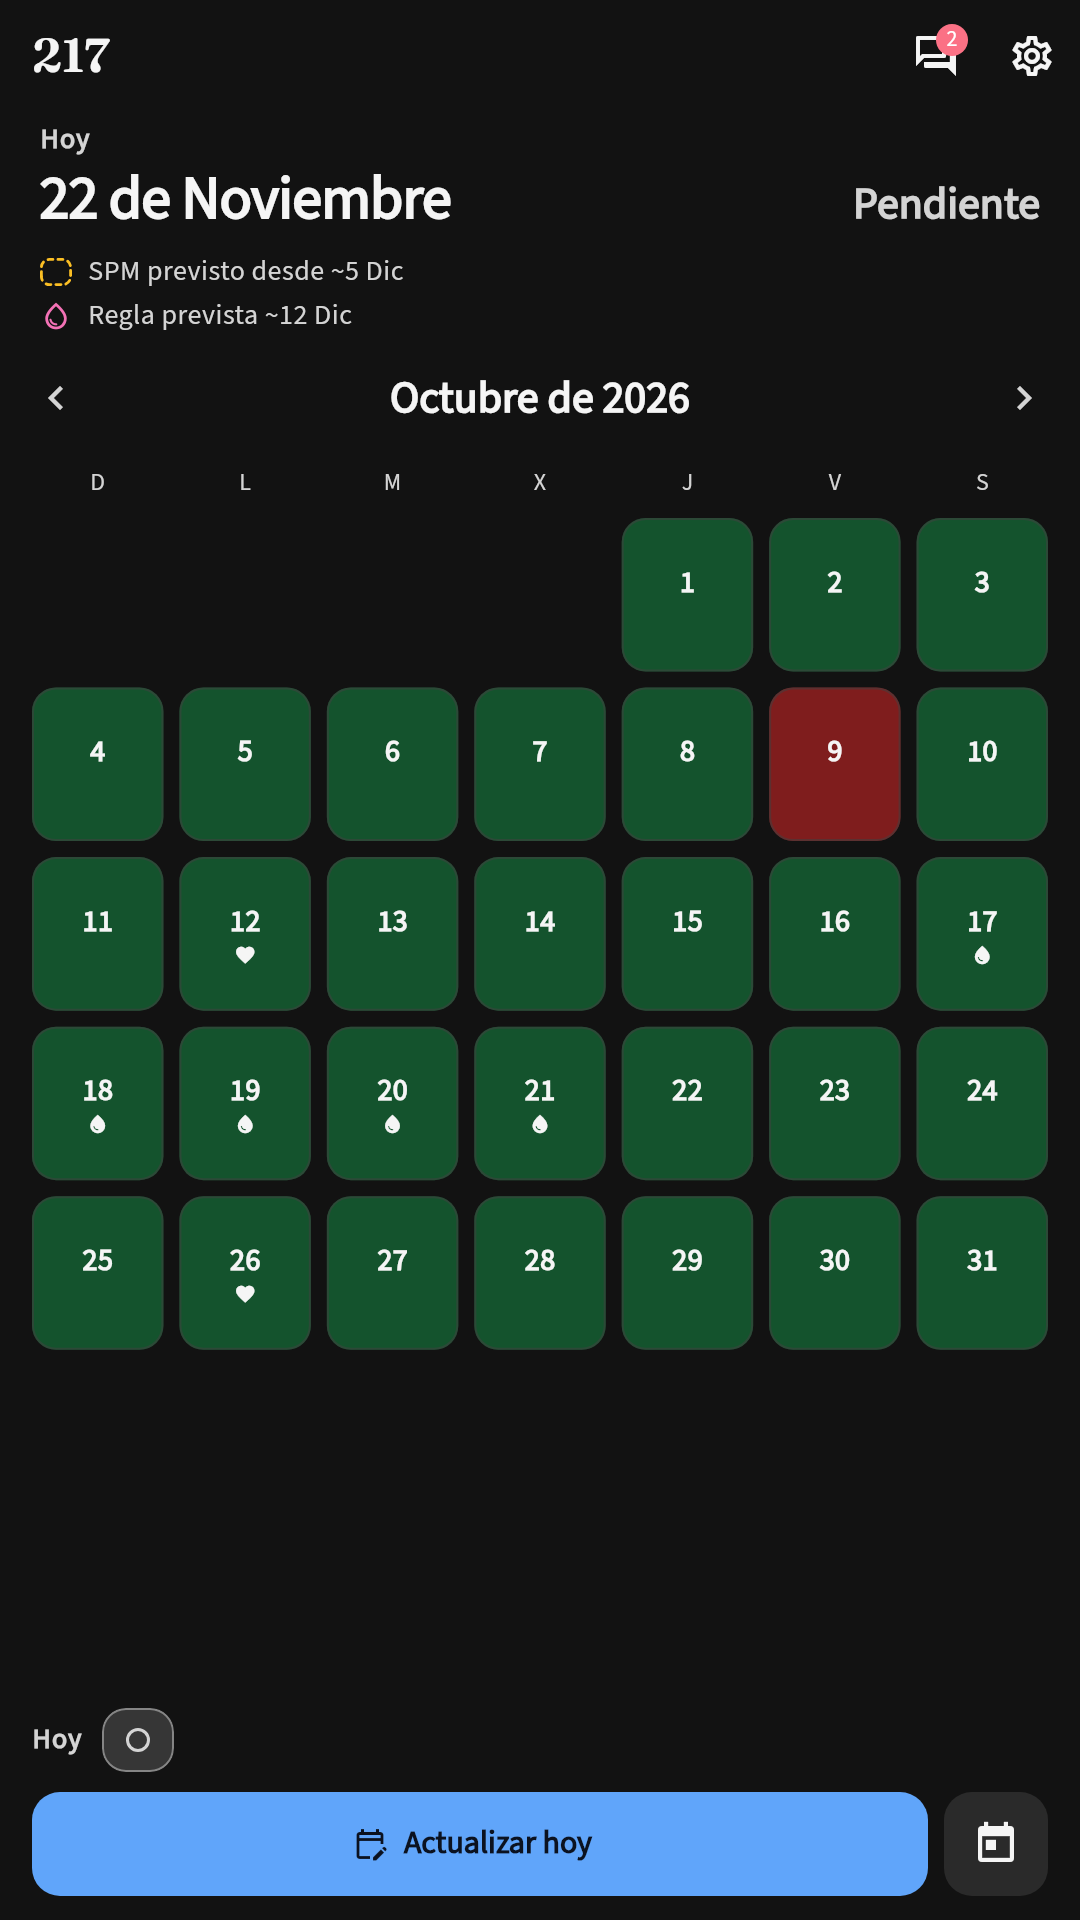 217
2
Hoy
22 de Noviembre
Pendiente
SPM previsto desde ~5 Dic
Regla prevista ~12 Dic
Octubre de 2026
D L M X J V S
1 2 3
4 5 6 7 8 9 10
11 12 13 14 15 16 17
18 19 20 21 22 23 24
25 26 27 28 29 30 31
Hoy
Actualizar hoy